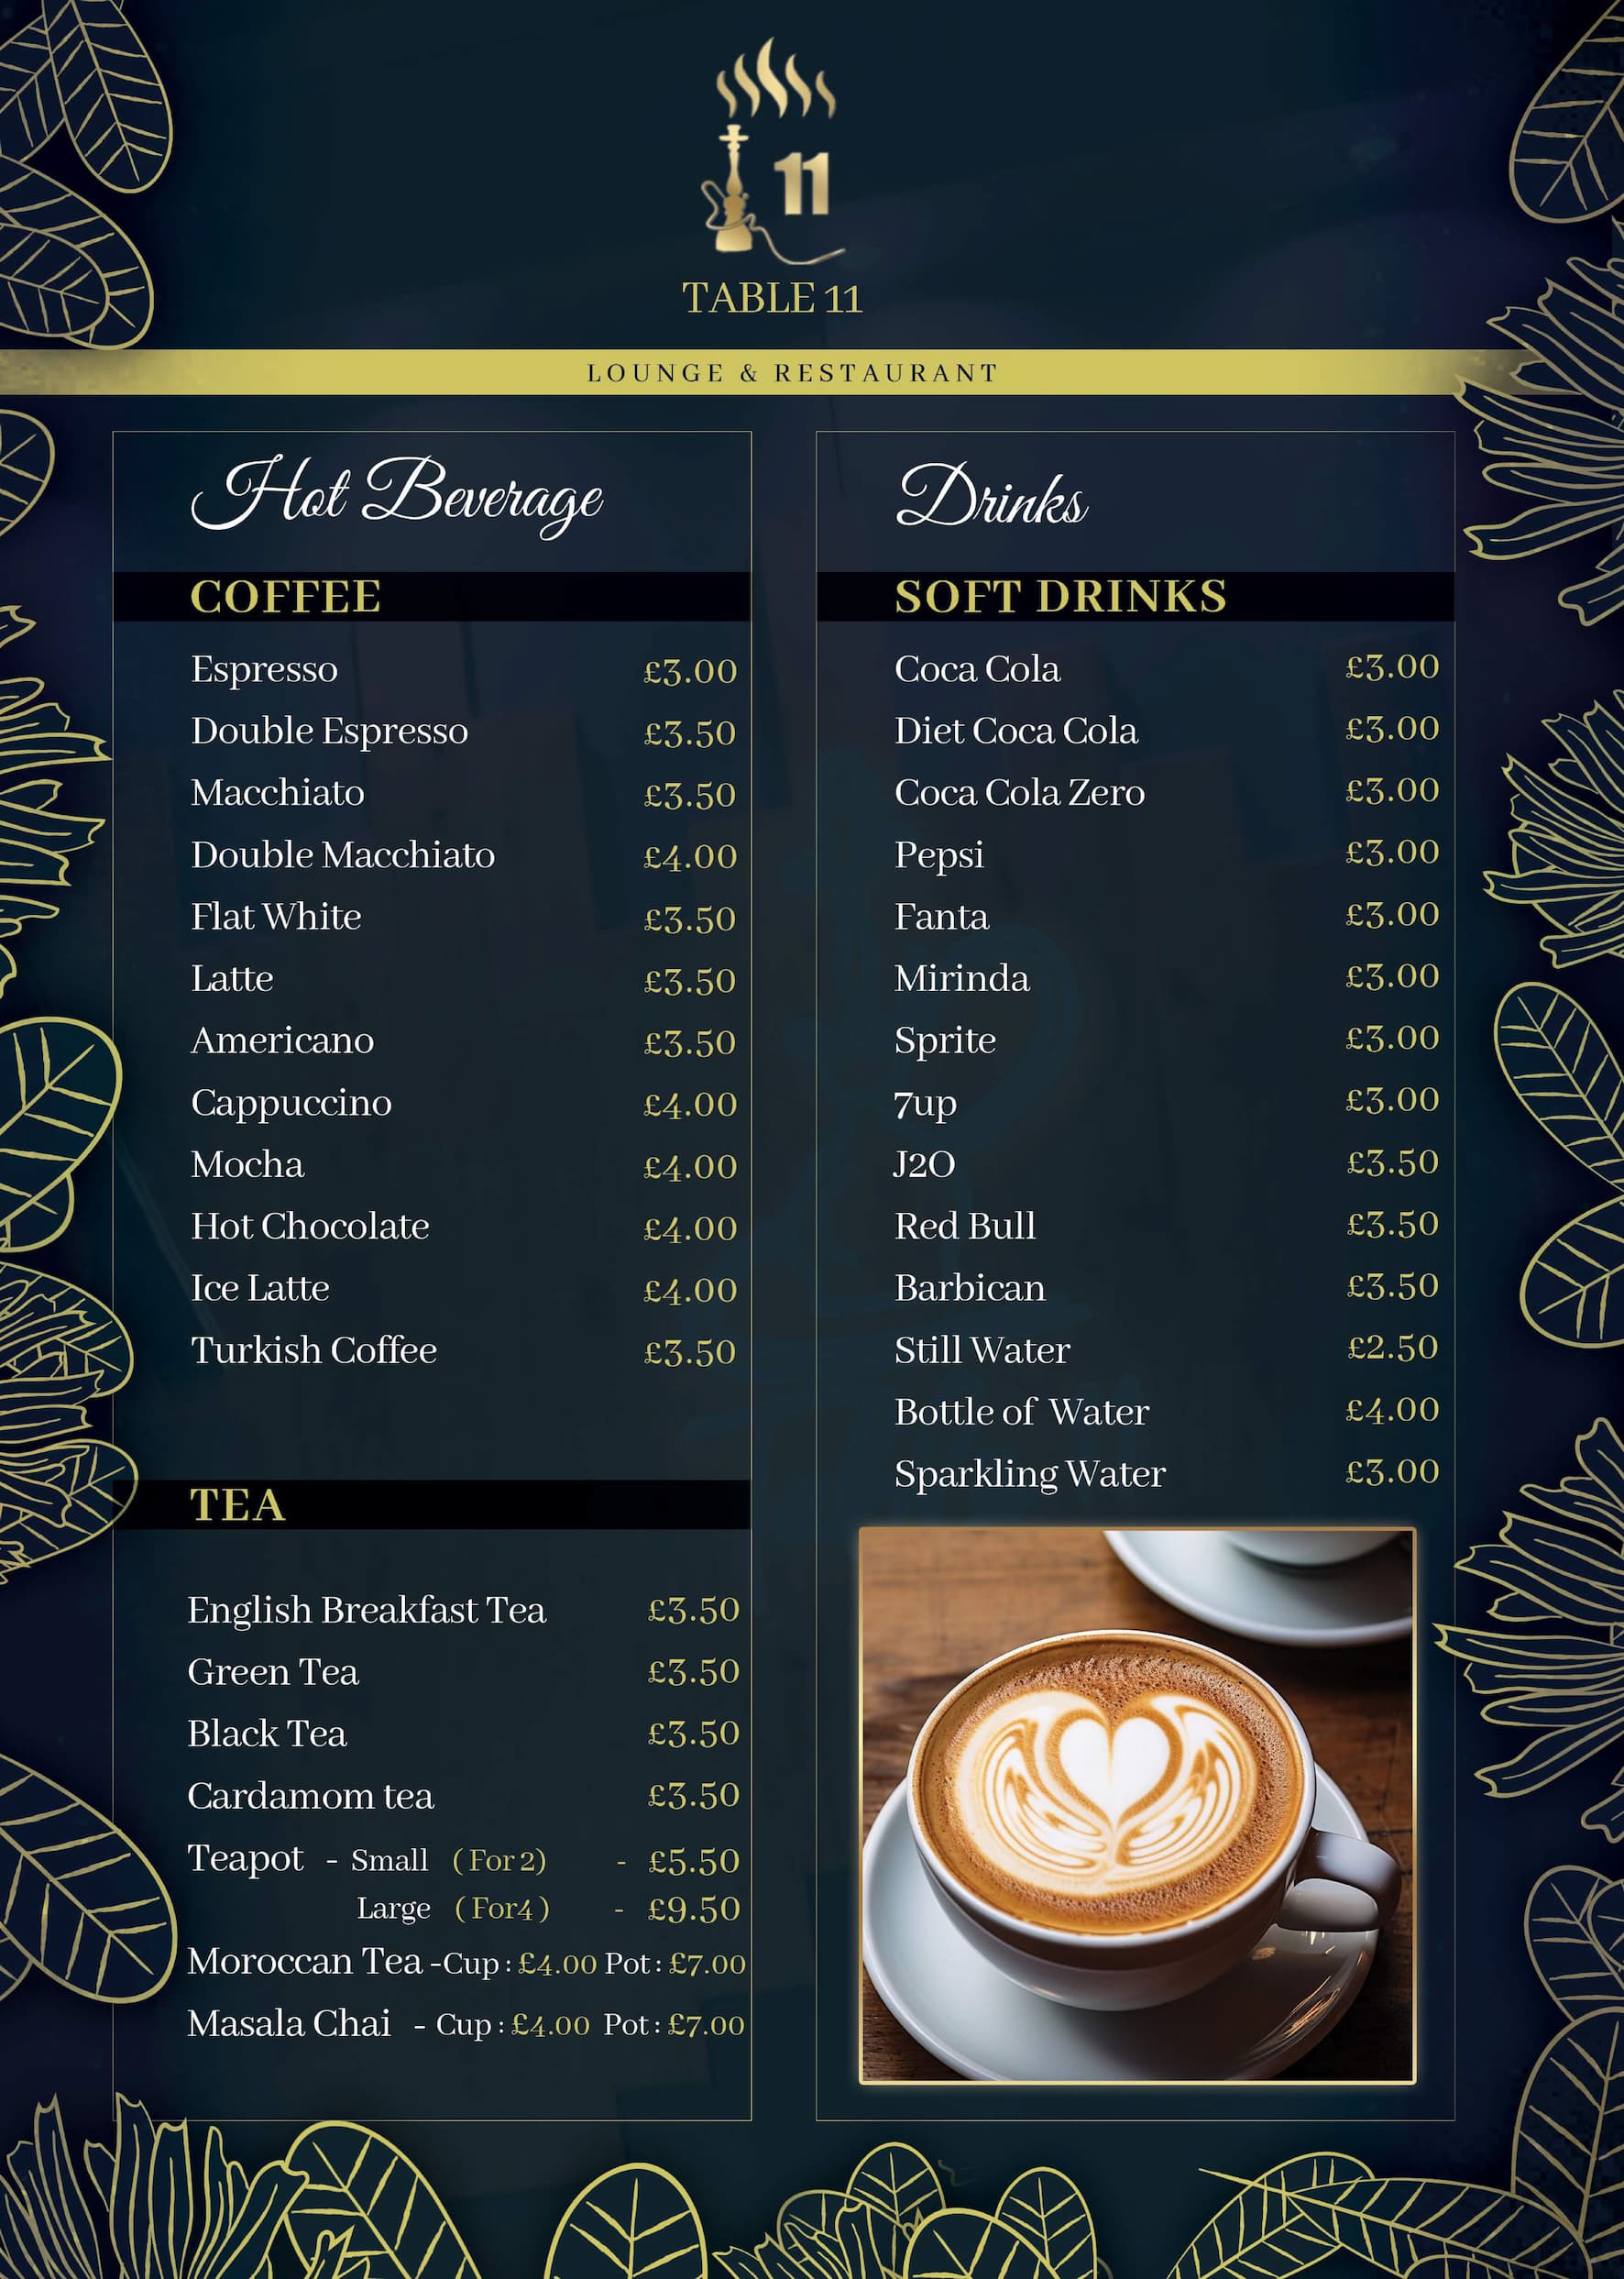 11
TABLE 11
LOUNGE & RESTAURANT
Hot Beverage
COFFEE
Espresso £3.00
Double Espresso £3.50
Macchiato £3.50
Double Macchiato £4.00
Flat White £3.50
Latte £3.50
Americano £3.50
Cappuccino £4.00
Mocha £4.00
Hot Chocolate £4.00
Ice Latte £4.00
Turkish Coffee £3.50
TEA
English Breakfast Tea £3.50
Green Tea £3.50
Black Tea £3.50
Cardamom tea £3.50
Teapot - Small (For 2) - £5.50
Large (For4) - £9.50
Moroccan Tea -Cup : £4.00 Pot : £7.00
Masala Chai - Cup : £4.00 Pot : £7.00
Drinks
SOFT DRINKS
Coca Cola £3.00
Diet Coca Cola £3.00
Coca Cola Zero £3.00
Pepsi £3.00
Fanta £3.00
Mirinda £3.00
Sprite £3.00
7up £3.00
J2O £3.50
Red Bull £3.50
Barbican £3.50
Still Water £2.50
Bottle of Water £4.00
Sparkling Water £3.00